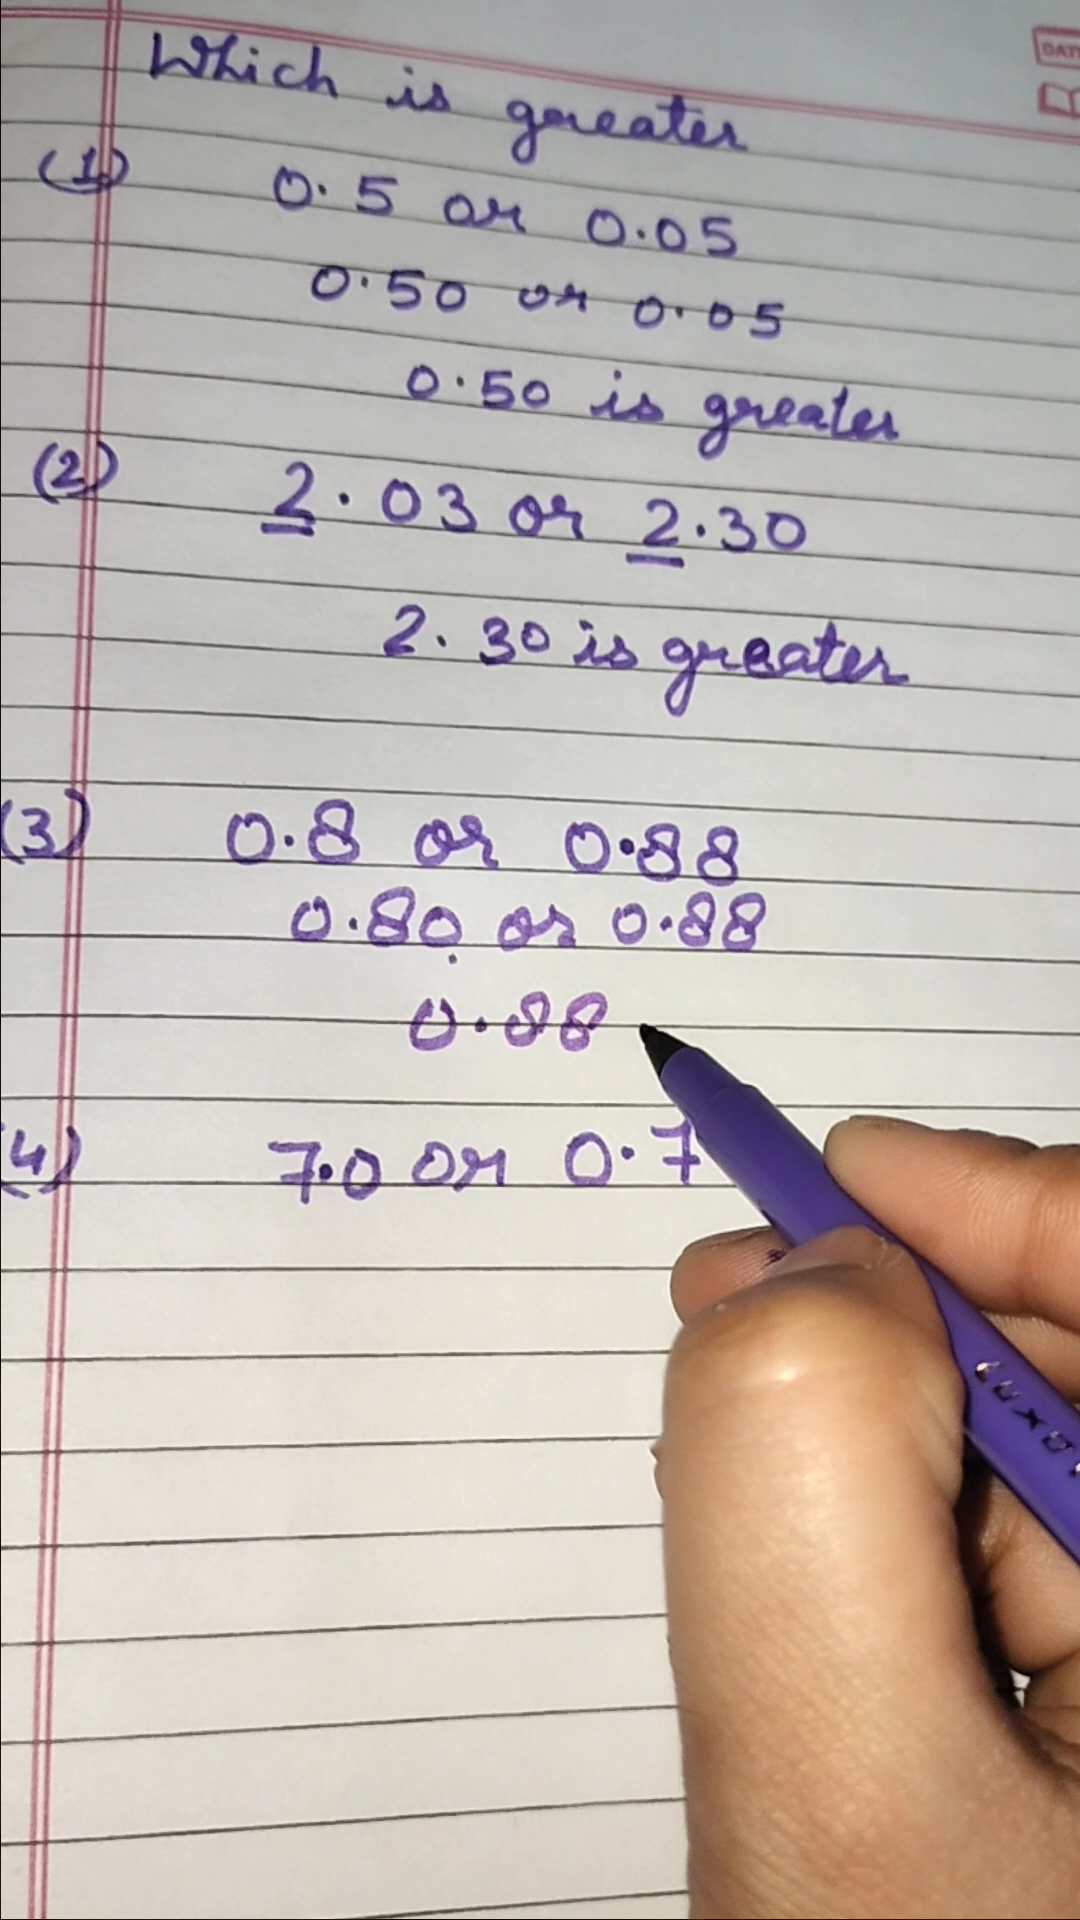 Which is greater
(1) 0.5 or 0.05
0.50 or 0.05
0.50 is greater
(2) 2.03 or 2.30
2.30 is greater
(3) 0.8 or 0.88
0.80 or 0.88
0.88
(4) 7.0 or 0.7